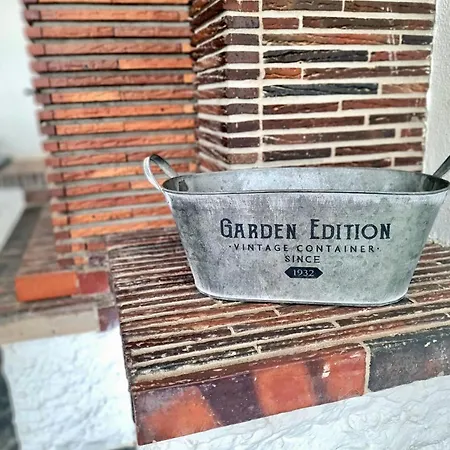 GARDEN EDITION
· VINTAGE CONTAINER ·
SINCE
1932